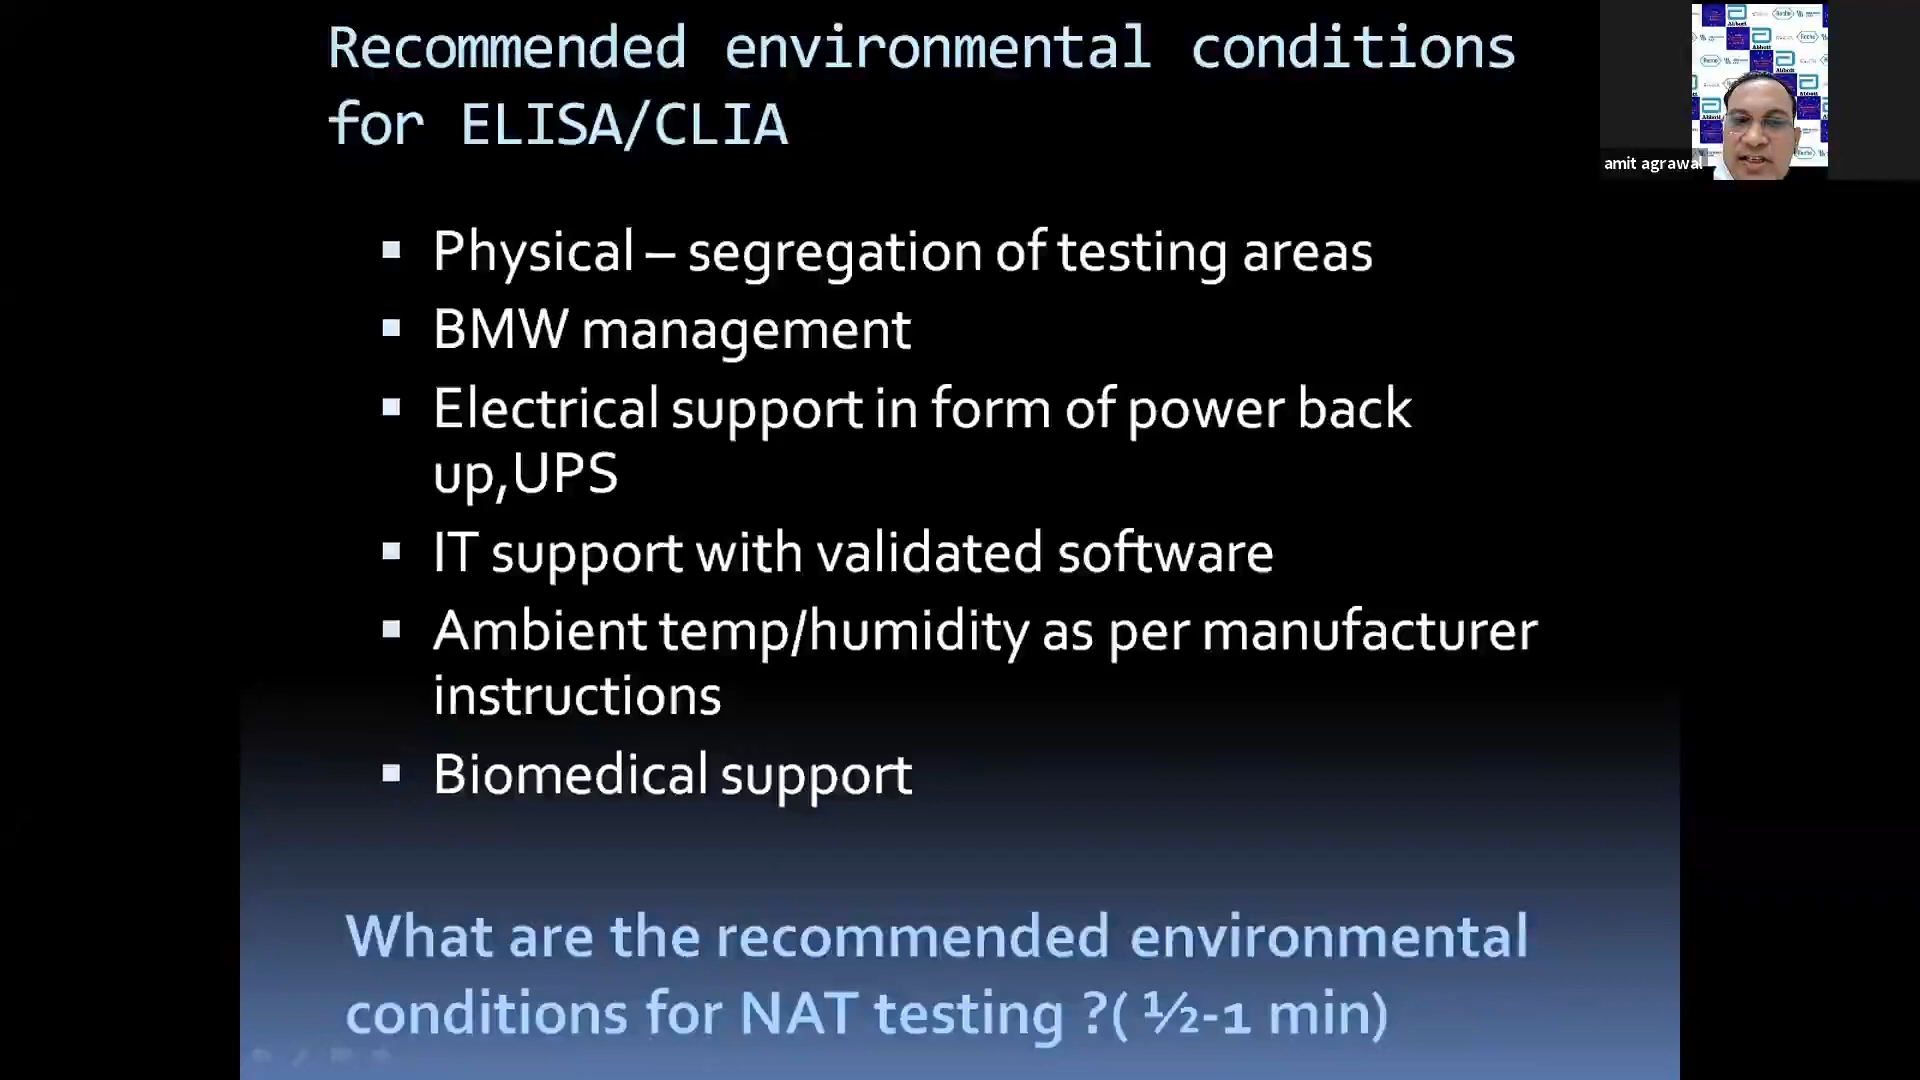 Recommended environmental conditions
for ELISA/CLIA
Abbott
amit agrawal
▪ Physical – segregation of testing areas
▪ BMW management
▪ Electrical support in form of power back
up,UPS
▪ IT support with validated software
▪ Ambient temp/humidity as per manufacturer
instructions
▪ Biomedical support
What are the recommended environmental
conditions for NAT testing ?( ½-1 min)